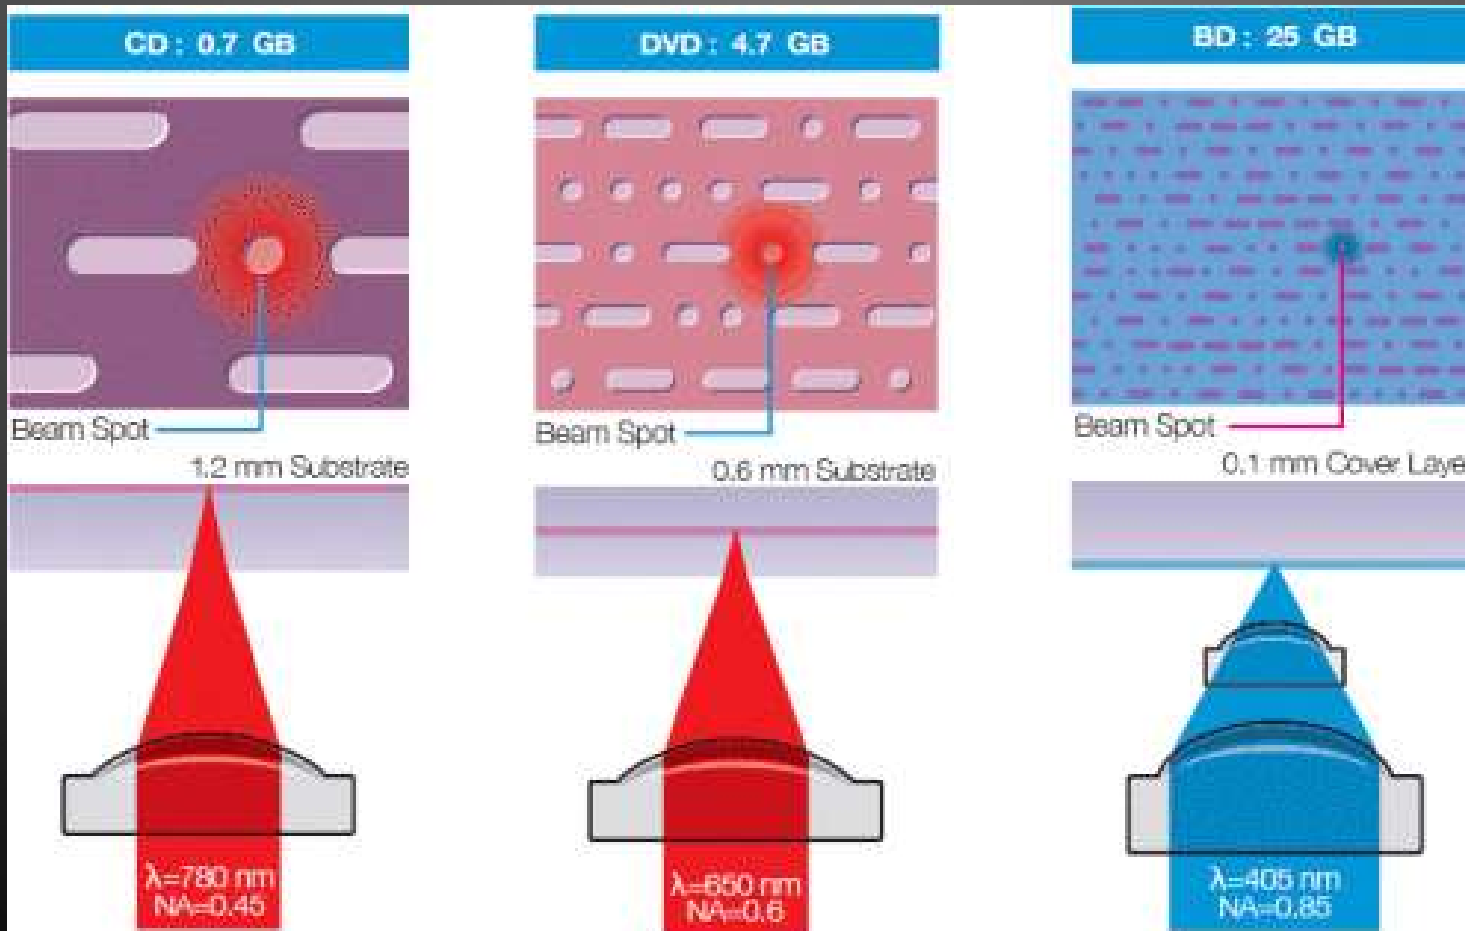 CD : 0.7 GB
Beam Spot
1.2 mm Substrate
λ=780 nm
NA=0.45
DVD : 4.7 GB
Beam Spot
0.6 mm Substrate
λ=650 nm
NA=0.6
BD : 25 GB
Beam Spot
0.1 mm Cover Laye
λ=405 nm
NA=0.85